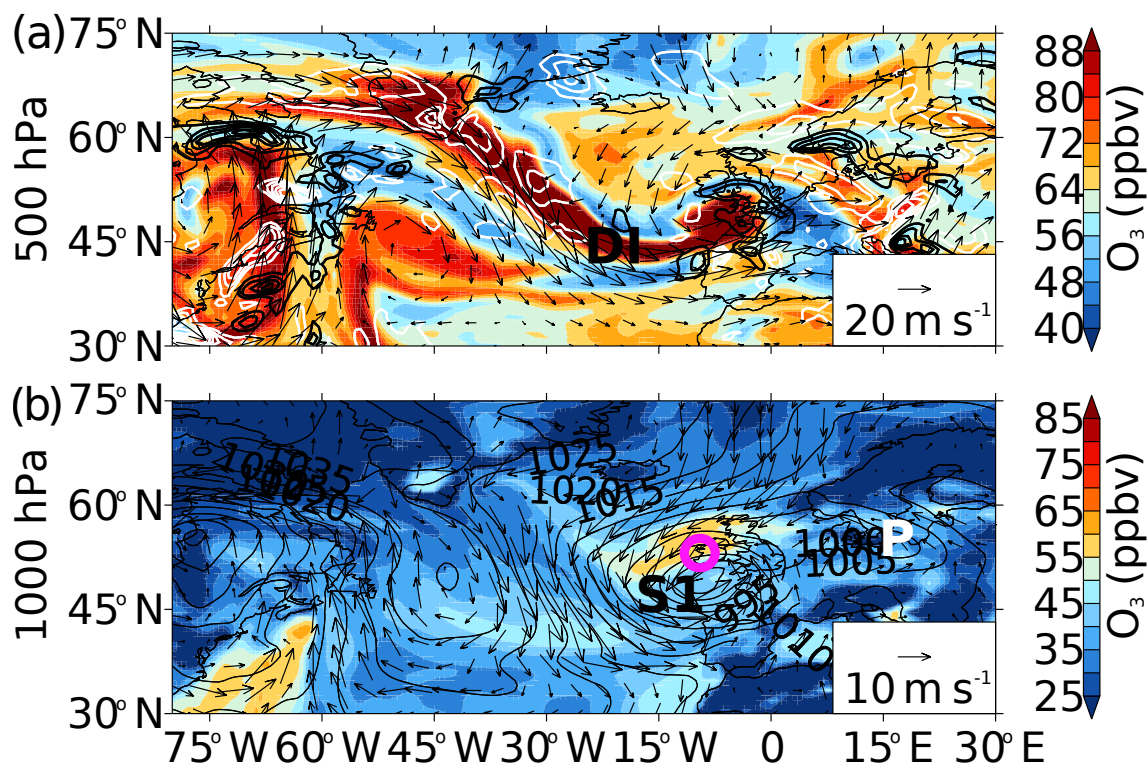 (a)
75° N
60° N
45° N
30° N
500 hPa
DI
20 m s⁻¹
88
80
72
64
56
48
40
O₃ (ppbv)
(b)
75° N
60° N
45° N
30° N
1000 hPa
1035
1020
1025
1020
1015
1000
1005
P
S1
995
1010
10 m s⁻¹
85
75
65
55
45
35
25
O₃ (ppbv)
75° W 60° W 45° W 30° W 15° W 0 15° E 30° E